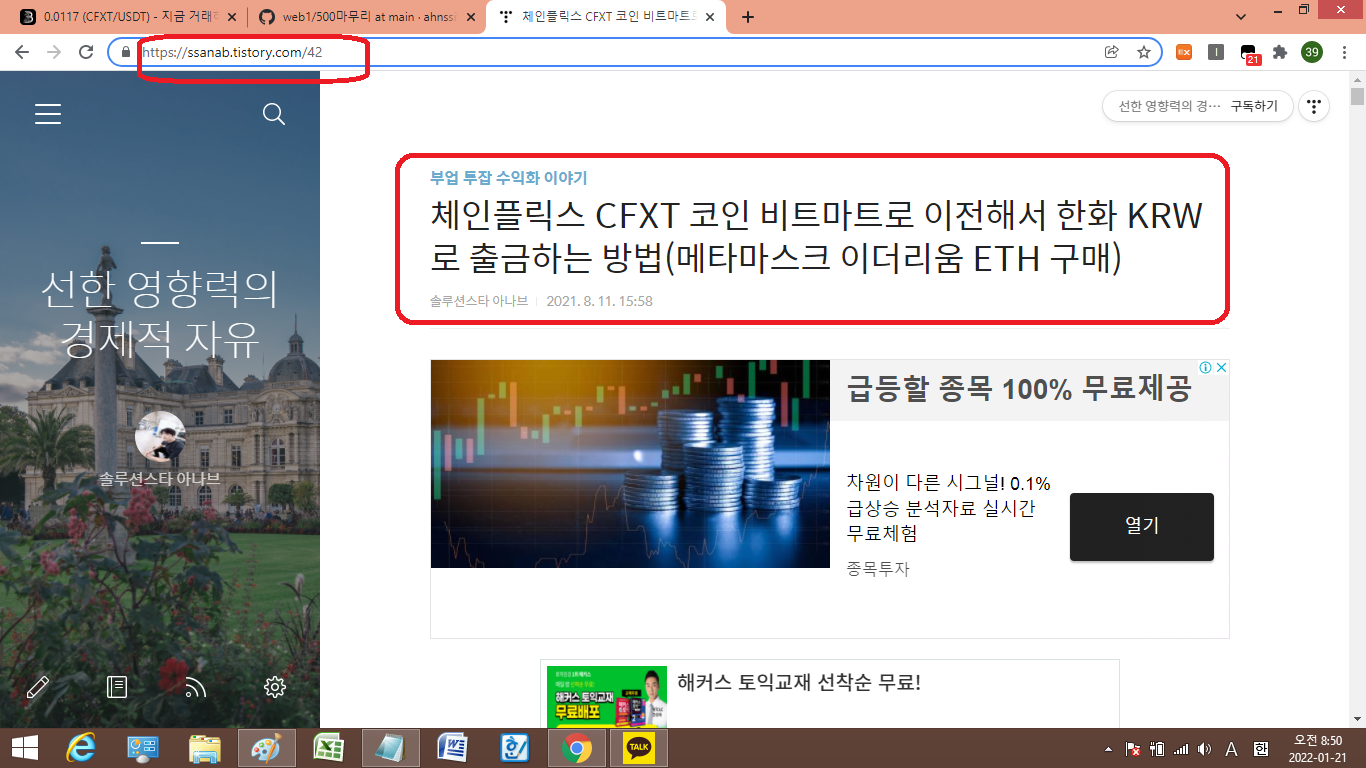 0.0117 (CFXT/USDT) - 지금 거래하
web1/500마무리 at main · ahnssi
체인플릭스 CFXT 코인 비트마트로
https://ssanab.tistory.com/42
21
39
선한 영향력의 경… 구독하기
부업 투잡 수익화 이야기
체인플릭스 CFXT 코인 비트마트로 이전해서 한화 KRW
로 출금하는 방법(메타마스크 이더리움 ETH 구매)
솔루션스타 아나브 2021. 8. 11. 15:58
선한 영향력의
경제적 자유
솔루션스타 아나브
급등할 종목 100% 무료제공
차원이 다른 시그널! 0.1%
급상승 분석자료 실시간
무료체험
종목투자
열기
해커스 토익교재 선착순 무료!
해커스 토익교재
무료배포
TALK
A 한
오전 8:50
2022-01-21